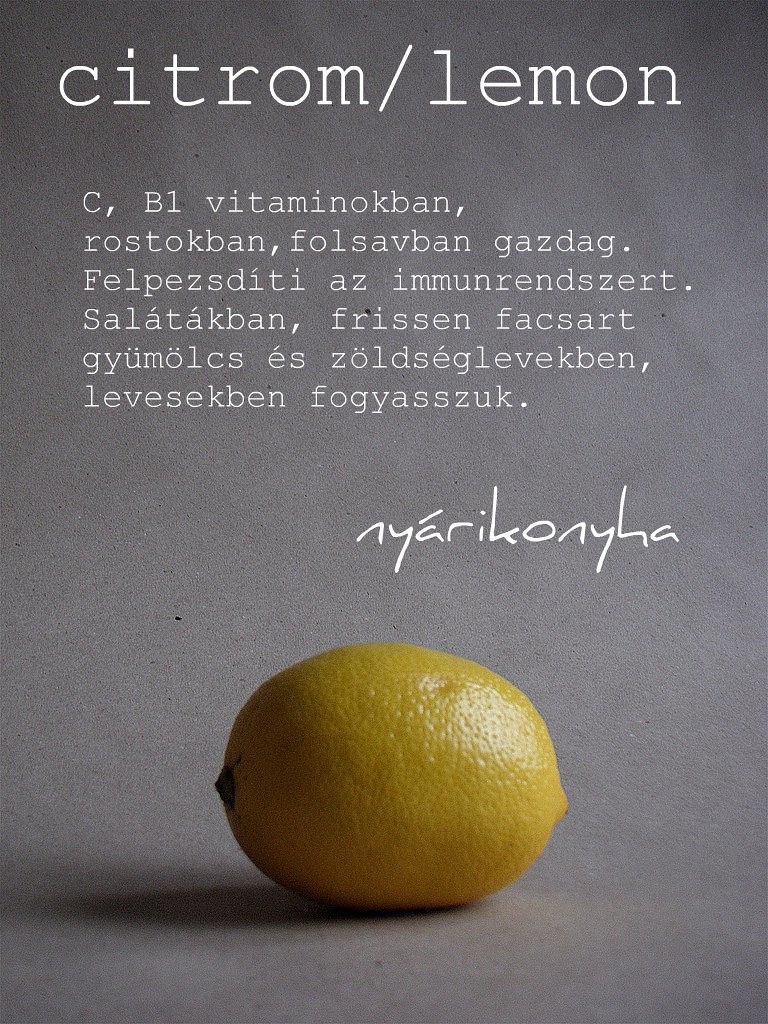 citrom/lemon
C, B1 vitaminokban,
rostokban,folsavban gazdag.
Felpezsdíti az immunrendszert.
Salátákban, frissen facsart
gyümölcs és zöldséglevekben,
levesekben fogyasszuk.
nyárikonyha